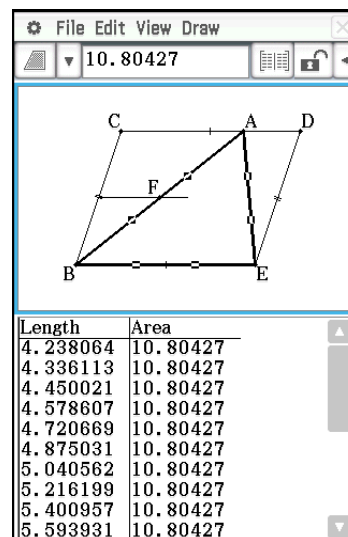 File Edit View Draw
10.80427
C A D
F
B E
Length Area
4.238064 10.80427
4.336113 10.80427
4.450021 10.80427
4.578607 10.80427
4.720669 10.80427
4.875031 10.80427
5.040562 10.80427
5.216199 10.80427
5.400957 10.80427
5.593931 10.80427